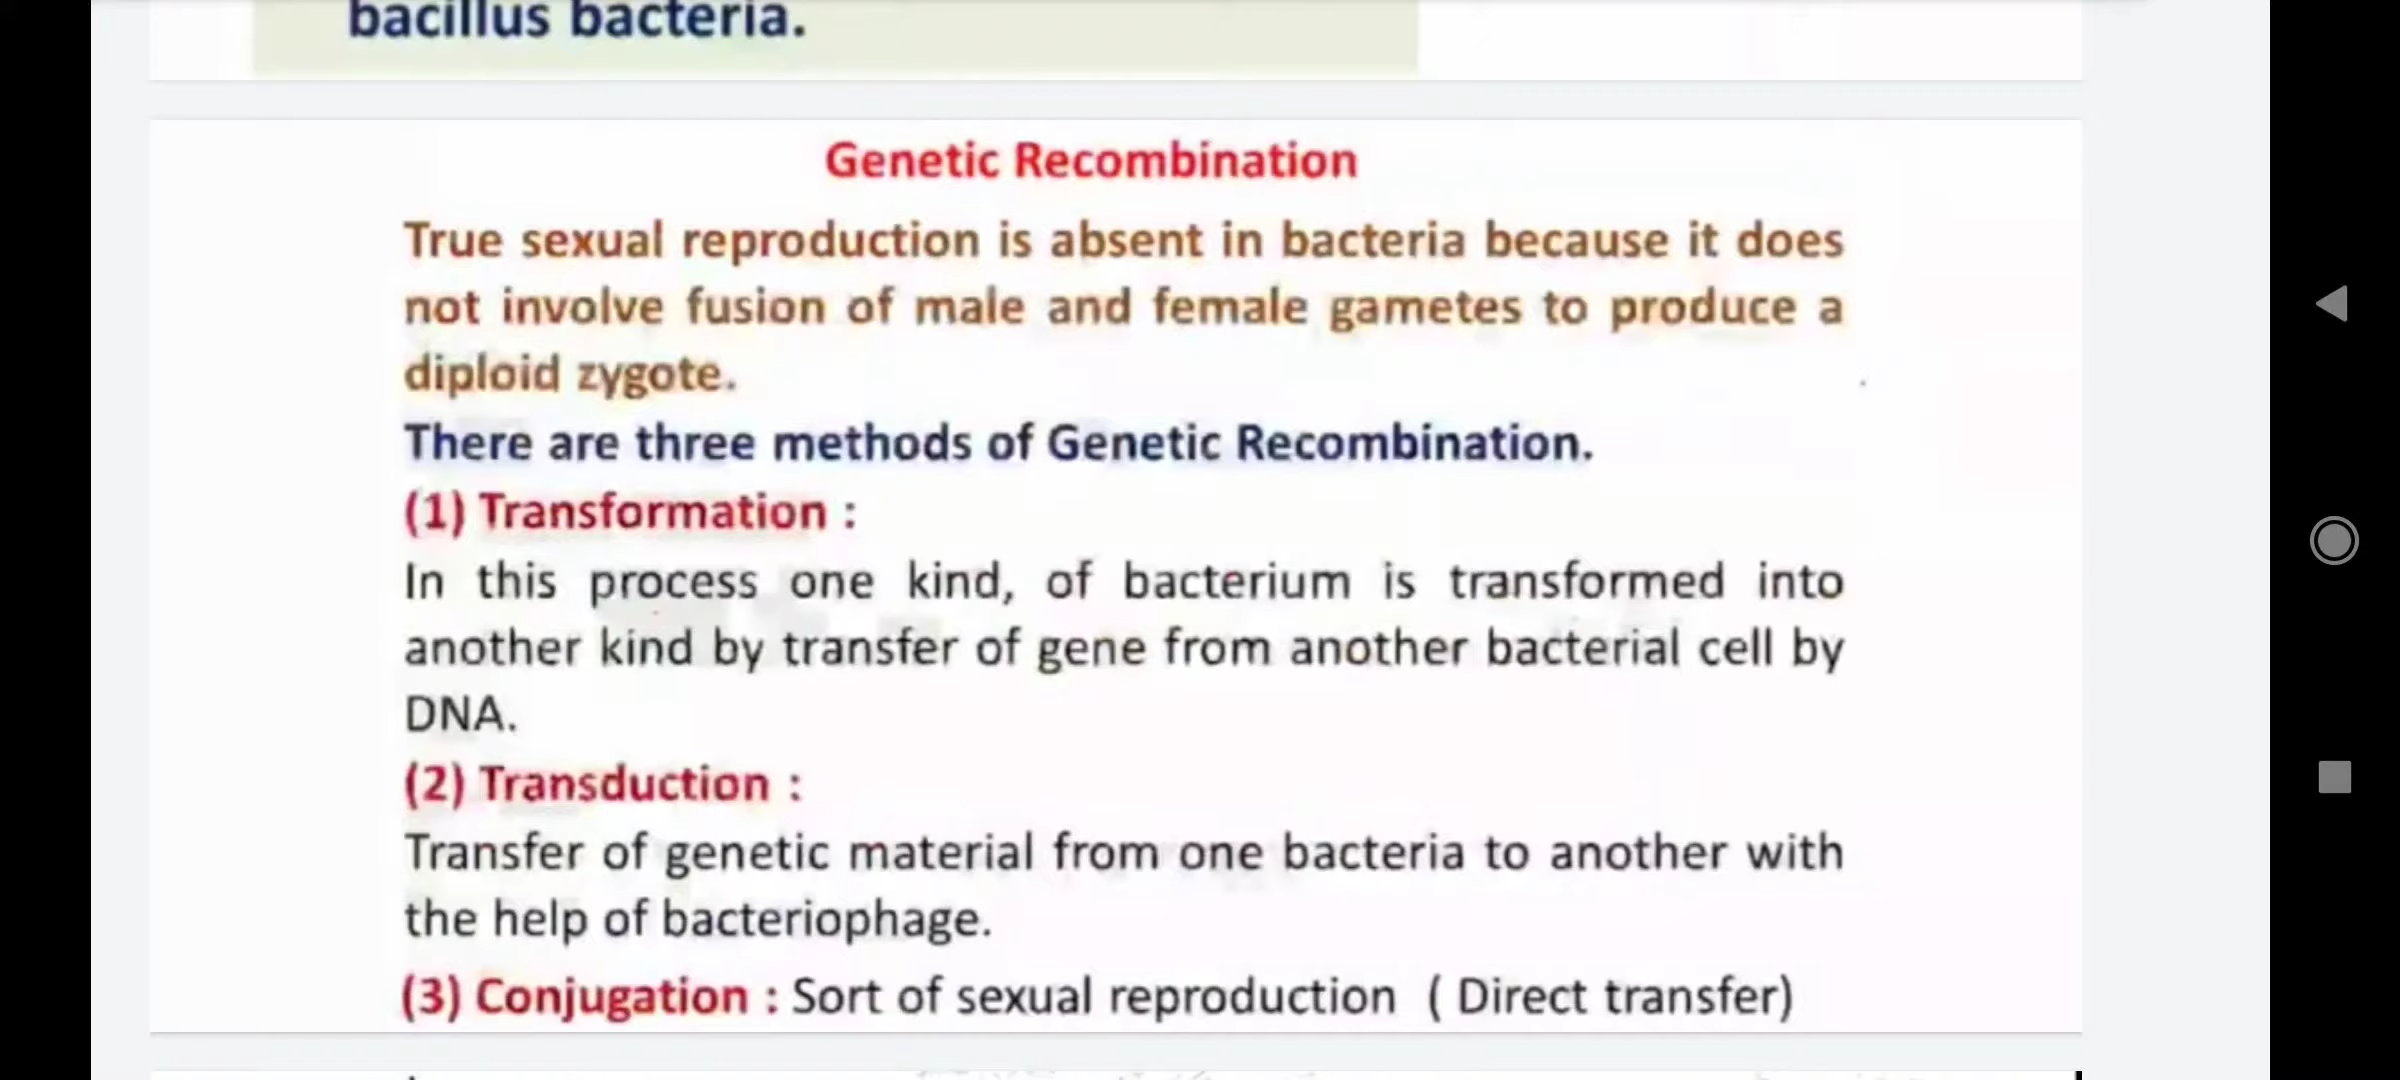 bacillus bacteria.
Genetic Recombination
True sexual reproduction is absent in bacteria because it does
not involve fusion of male and female gametes to produce a
diploid zygote.
There are three methods of Genetic Recombination.
(1) Transformation :
In this process one kind, of bacterium is transformed into
another kind by transfer of gene from another bacterial cell by
DNA.
(2) Transduction :
Transfer of genetic material from one bacteria to another with
the help of bacteriophage.
(3) Conjugation : Sort of sexual reproduction ( Direct transfer)